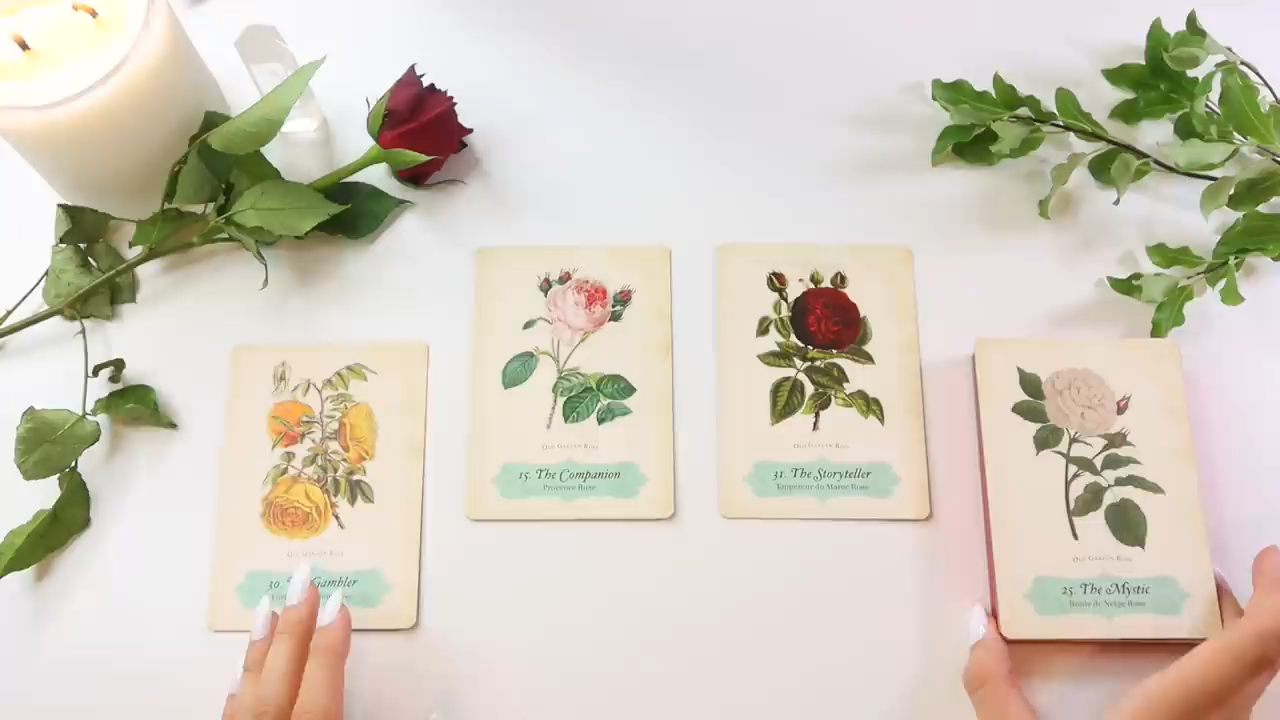 OLD GARDEN ROSE
15. The Companion
Provence Rose
OLD GARDEN ROSE
31. The Storyteller
Empereur du Maroc Rose
OLD GARDEN ROSE
30. Gambler
OLD GARDEN ROSE
25. The Mystic
Boule de Neige Rose